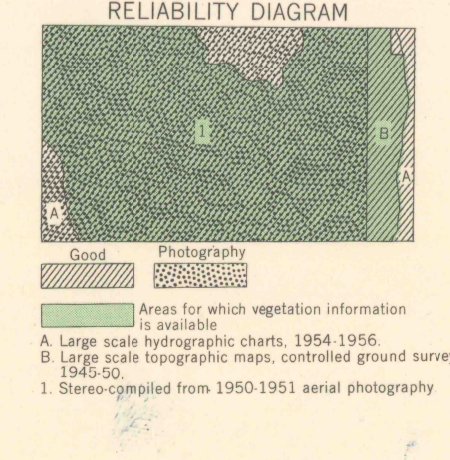 RELIABILITY DIAGRAM
1
B
A
A
Good
Photography
Areas for which vegetation information
is available
A. Large scale hydrographic charts, 1954-1956.
B. Large scale topographic maps, controlled ground surve
1945-50.
1. Stereo-compiled from 1950-1951 aerial photography